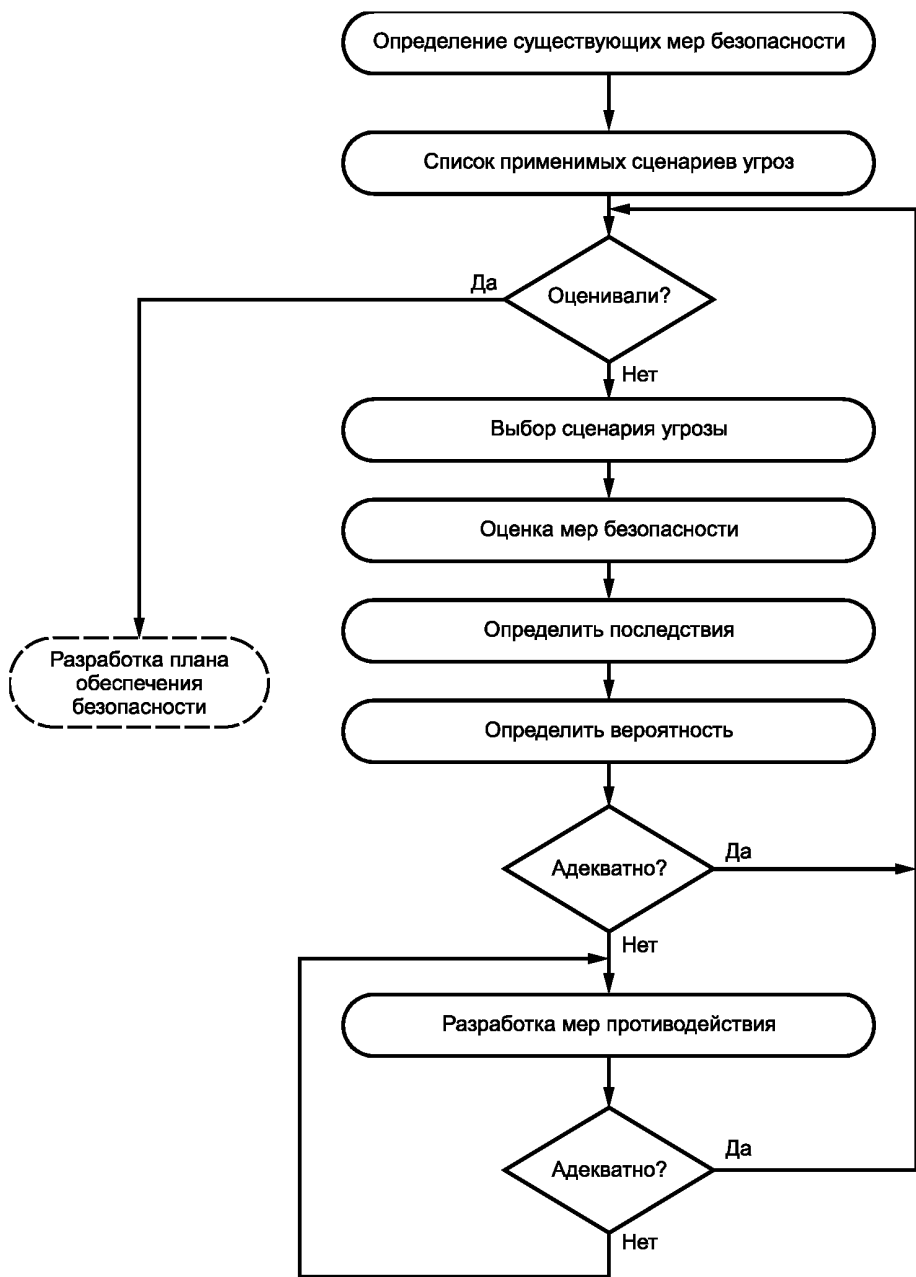 Определение существующих мер безопасности
Список применимых сценариев угроз
Да
Оценивали?
Нет
Выбор сценария угрозы
Оценка мер безопасности
Определить последствия
Разработка плана
обеспечения
безопасности
Определить вероятность
Адекватно?
Да
Нет
Разработка мер противодействия
Адекватно?
Да
Нет